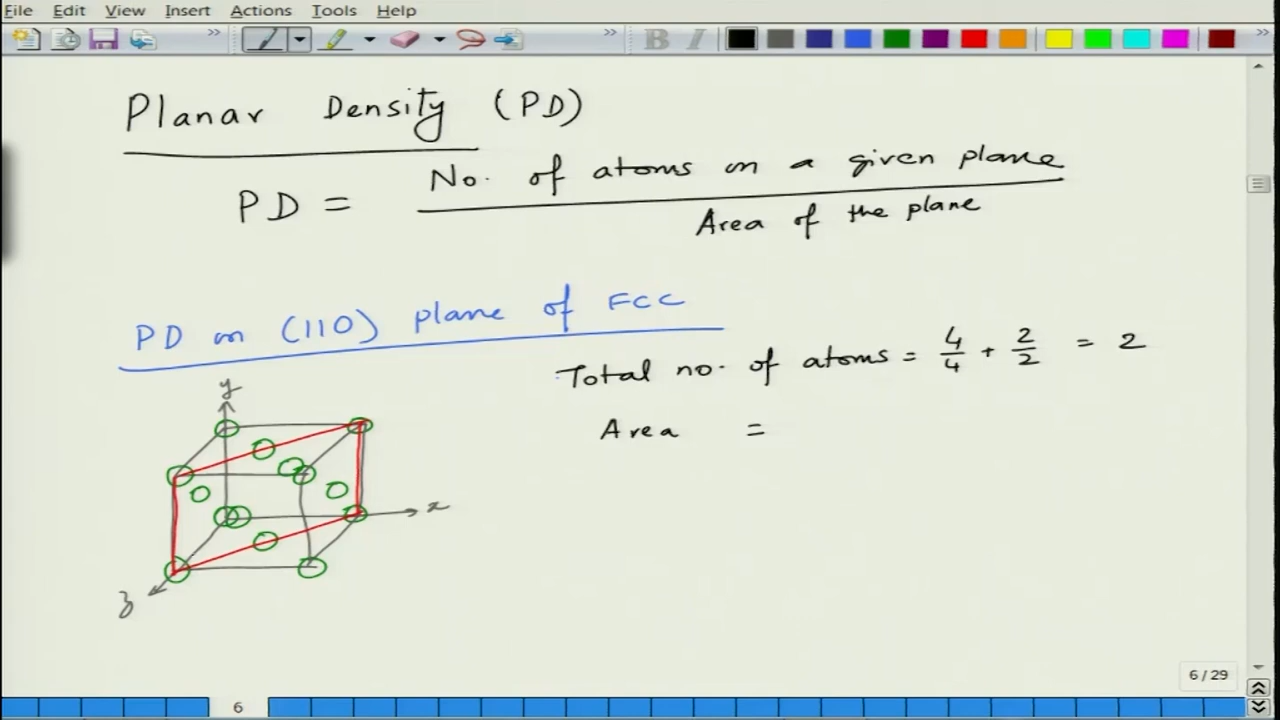 File Edit View Insert Actions Tools Help
B I
Planar Density (PD)
PD = No. of atoms on a given plane
Area of the plane
PD on (110) plane of FCC
Total no. of atoms = 4/4 + 2/2 = 2
Area =
y
x
z
6 / 29
6